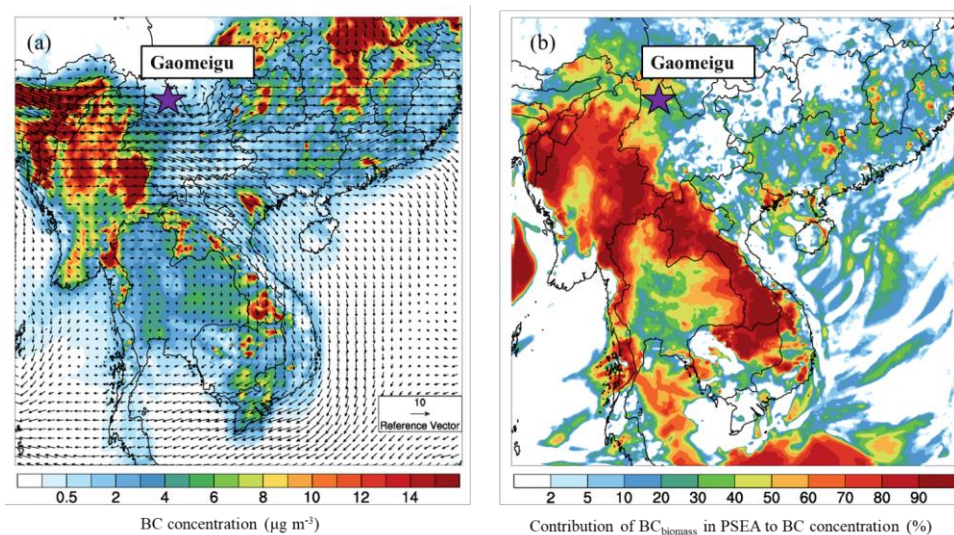 (a)
Gaomeigu
10
Reference Vector
0.5 2 4 6 8 10 12 14
BC concentration (µg m⁻³)
(b)
Gaomeigu
2 5 10 20 30 40 50 60 70 80 90
Contribution of BC_biomass in PSEA to BC concentration (%)